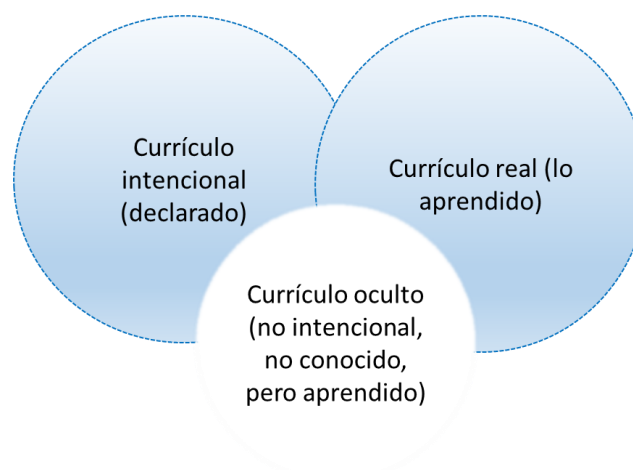 Currículo
intencional
(declarado)
Currículo real (lo
aprendido)
Currículo oculto
(no intencional,
no conocido,
pero aprendido)